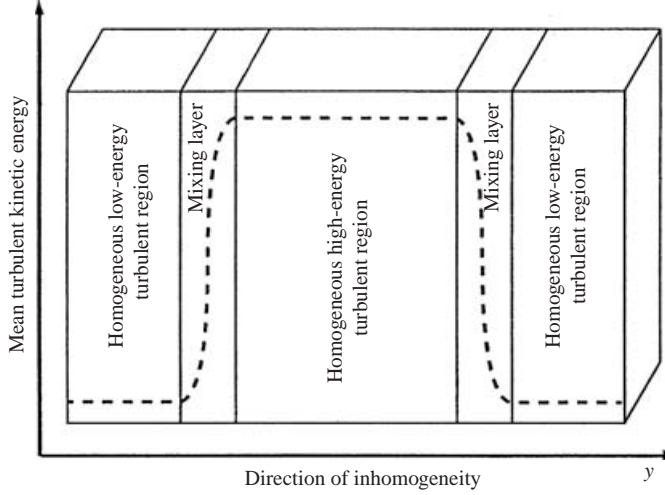 Mean turbulent kinetic energy
Homogeneous low-energy
turbulent region
Mixing layer
Homogeneous high-energy
turbulent region
Mixing layer
Homogeneous low-energy
turbulent region
Direction of inhomogeneity
y